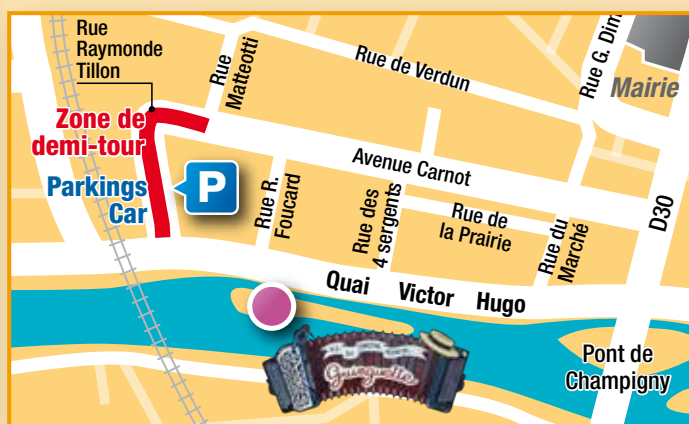 Rue
Raymonde
Tillon
Rue
Matteotti
Rue de Verdun
Rue G. Dim
Mairie
Zone de
demi-tour
Parkings
Car
P
Avenue Carnot
Rue R.
Foucard
Rue des
4 sergents
Rue de
la Prairie
Rue du
Marché
D30
Quai Victor Hugo
Guinguette
Pont de
Champigny